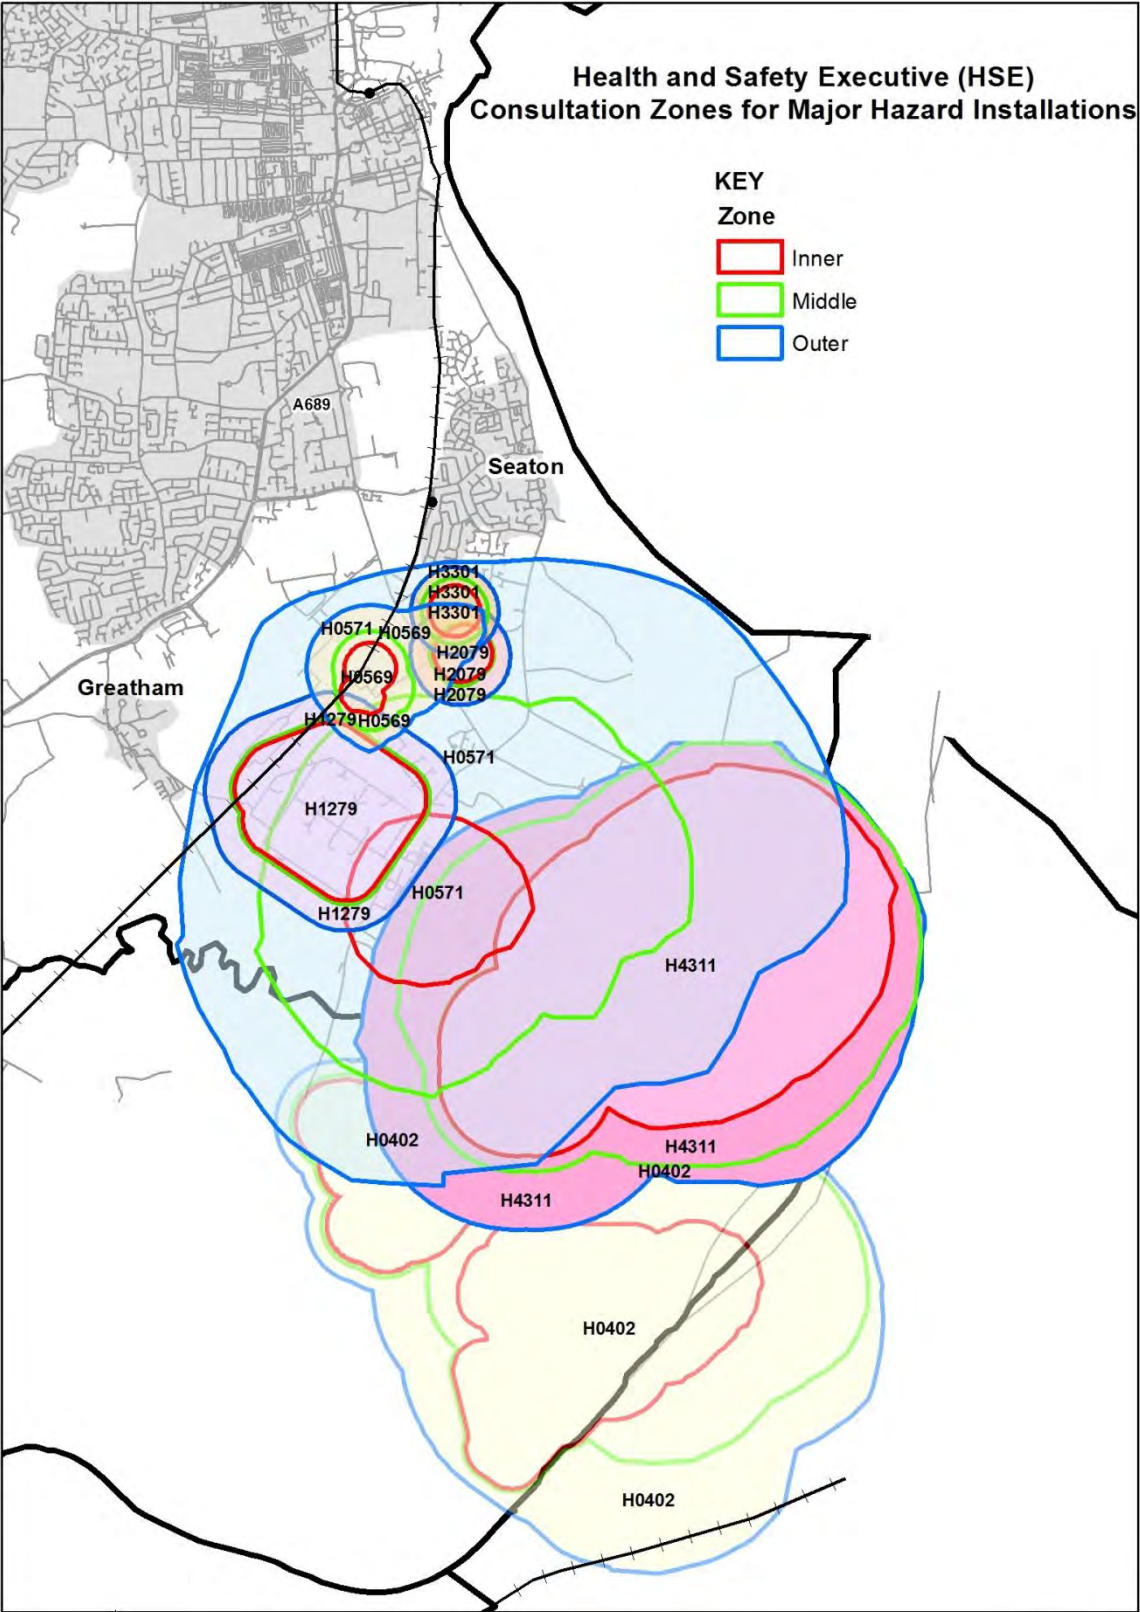 Health and Safety Executive (HSE)
Consultation Zones for Major Hazard Installations
KEY
Zone
Inner
Middle
Outer
A689
Seaton
H3301
H3301
H3301
H0571
H0569
H2079
H0569
H2079
Greatham
H2079
H1279
H0569
H0571
H1279
H0571
H1279
H4311
H0402
H4311
H0402
H4311
H0402
H0402